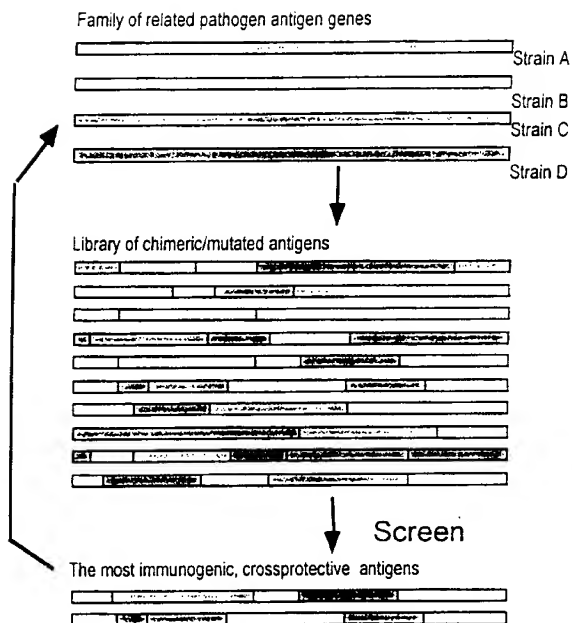 Family of related pathogen antigen genes
Strain A
Strain B
Strain C
Strain D
Library of chimeric/mutated antigens
Screen
The most immunogenic, crossprotective antigens